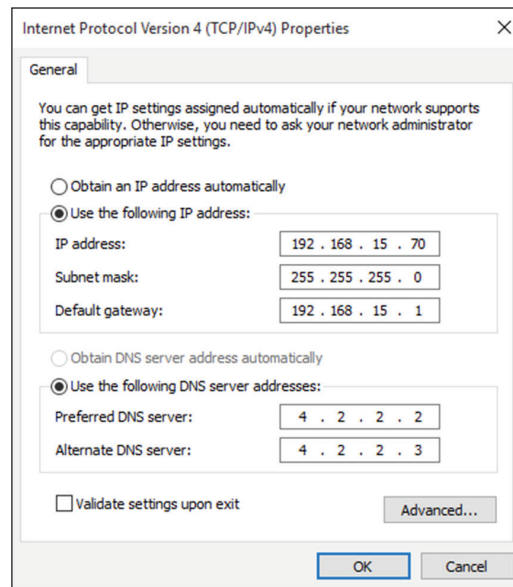 Internet Protocol Version 4 (TCP/IPv4) Properties
General
You can get IP settings assigned automatically if your network supports
this capability. Otherwise, you need to ask your network administrator
for the appropriate IP settings.
Obtain an IP address automatically
Use the following IP address:
IP address: 192 . 168 . 15 . 70
Subnet mask: 255 . 255 . 255 . 0
Default gateway: 192 . 168 . 15 . 1
Obtain DNS server address automatically
Use the following DNS server addresses:
Preferred DNS server: 4 . 2 . 2 . 2
Alternate DNS server: 4 . 2 . 2 . 3
Validate settings upon exit
Advanced...
OK Cancel